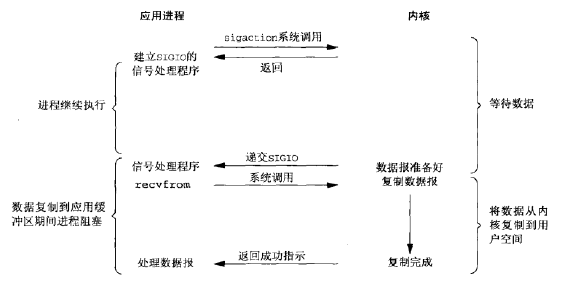 应用进程
内核
sigaction系统调用
建立SIGIO的
信号处理程序
返回
进程继续执行
等待数据
递交SIGIO
信号处理程序
数据报准备好
recvfrom
系统调用
复制数据报
数据复制到应用缓
冲区期间进程阻塞
将数据从内
核复制到用
户空间
返回成功指示
处理数据报
复制完成